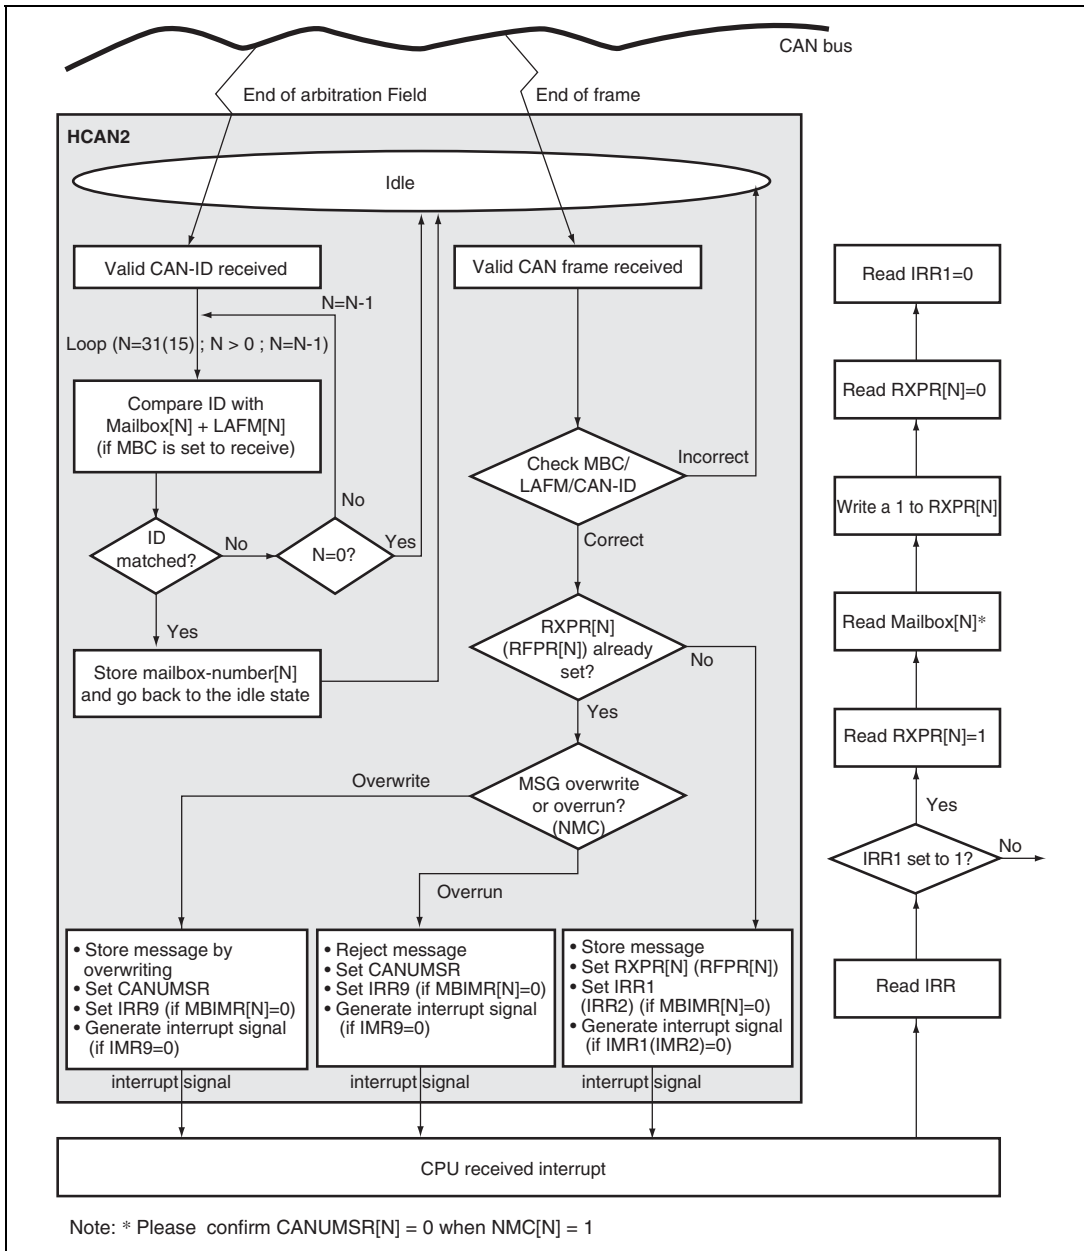 CAN bus
End of arbitration Field
End of frame
HCAN2
Idle
Valid CAN-ID received
N=N-1
Loop (N=31(15) ; N > 0 ; N=N-1)
Compare ID with
Mailbox[N] + LAFM[N]
(if MBC is set to receive)
ID
matched?
No
N=0?
No
Yes
Yes
Store mailbox-number[N]
and go back to the idle state
Valid CAN frame received
Check MBC/
LAFM/CAN-ID
Incorrect
Correct
RXPR[N]
(RFPR[N]) already
set?
No
Yes
MSG overwrite
or overrun?
(NMC)
Overwrite
Overrun
• Store message by
overwriting
• Set CANUMSR
• Set IRR9 (if MBIMR[N]=0)
• Generate interrupt signal
(if IMR9=0)
• Reject message
• Set CANUMSR
• Set IRR9 (if MBIMR[N]=0)
• Generate interrupt signal
(if IMR9=0)
• Store message
• Set RXPR[N] (RFPR[N])
• Set IRR1
(IRR2) (if MBIMR[N]=0)
• Generate interrupt signal
(if IMR1(IMR2)=0)
interrupt signal
interrupt signal
interrupt signal
CPU received interrupt
Read IRR1=0
Read RXPR[N]=0
Write a 1 to RXPR[N]
Read Mailbox[N]*
Read RXPR[N]=1
Yes
IRR1 set to 1?
No
Read IRR
Note: * Please confirm CANUMSR[N] = 0 when NMC[N] = 1